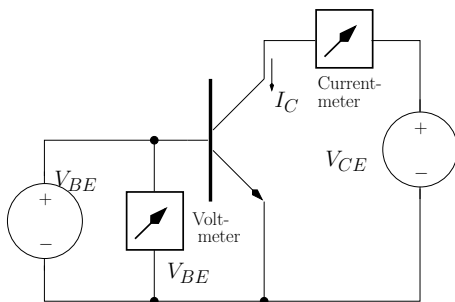 Current-
meter
I_C
+
V_CE
−
V_BE
+
−
Volt-
meter
V_BE